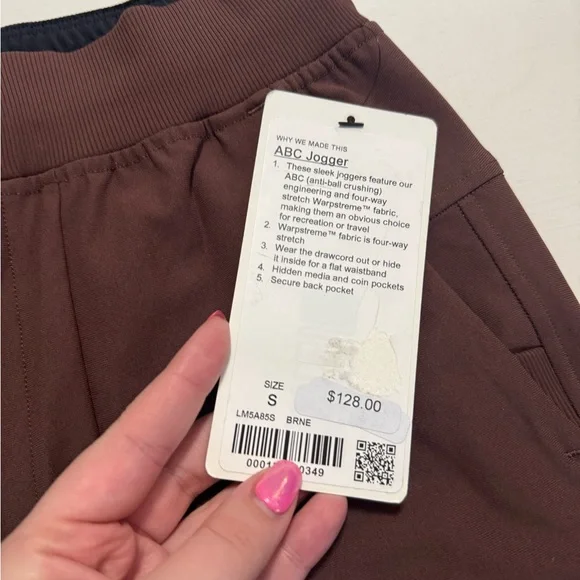 WHY WE MADE THIS
ABC Jogger
1. These sleek joggers feature our
ABC (anti-ball crushing)
engineering and four-way
stretch Warpstreme™ fabric,
making them an obvious choice
for recreation or travel
2. Warpstreme™ fabric is four-way
stretch
3. Wear the drawcord out or hide
it inside for a flat waistband
4. Hidden media and coin pockets
5. Secure back pocket
SIZE
S
$128.00
LM5A85S BRNE